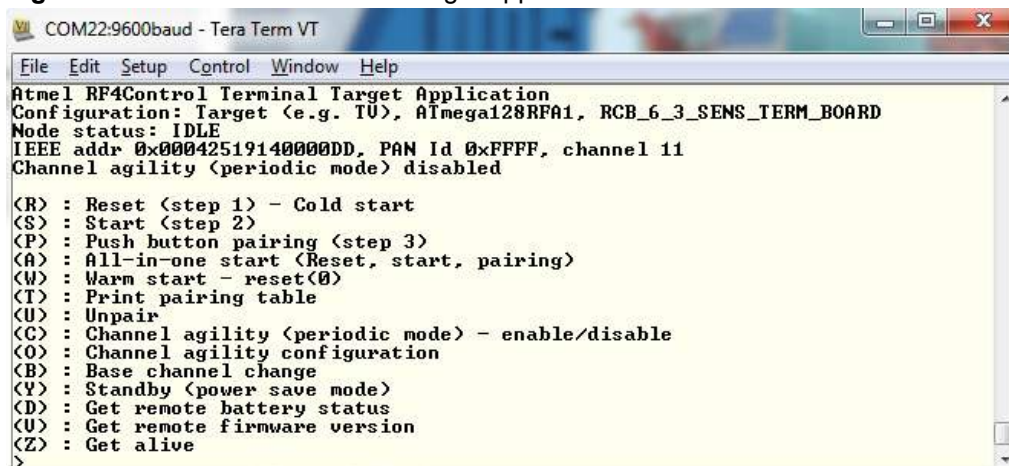 COM22:9600baud - Tera Term VT
File Edit Setup Control Window Help
Atmel RF4Control Terminal Target Application
Configuration: Target (e.g. TV), ATmega128RFA1, RCB_6_3_SENS_TERM_BOARD
Node status: IDLE
IEEE addr 0x00042519140000DD, PAN Id 0xFFFF, channel 11
Channel agility (periodic mode) disabled
(R) : Reset (step 1) - Cold start
(S) : Start (step 2)
(P) : Push button pairing (step 3)
(A) : All-in-one start (Reset, start, pairing)
(W) : Warm start - reset(0)
(T) : Print pairing table
(U) : Unpair
(C) : Channel agility (periodic mode) - enable/disable
(O) : Channel agility configuration
(B) : Base channel change
(Y) : Standby (power save mode)
(D) : Get remote battery status
(V) : Get remote firmware version
(Z) : Get alive
>